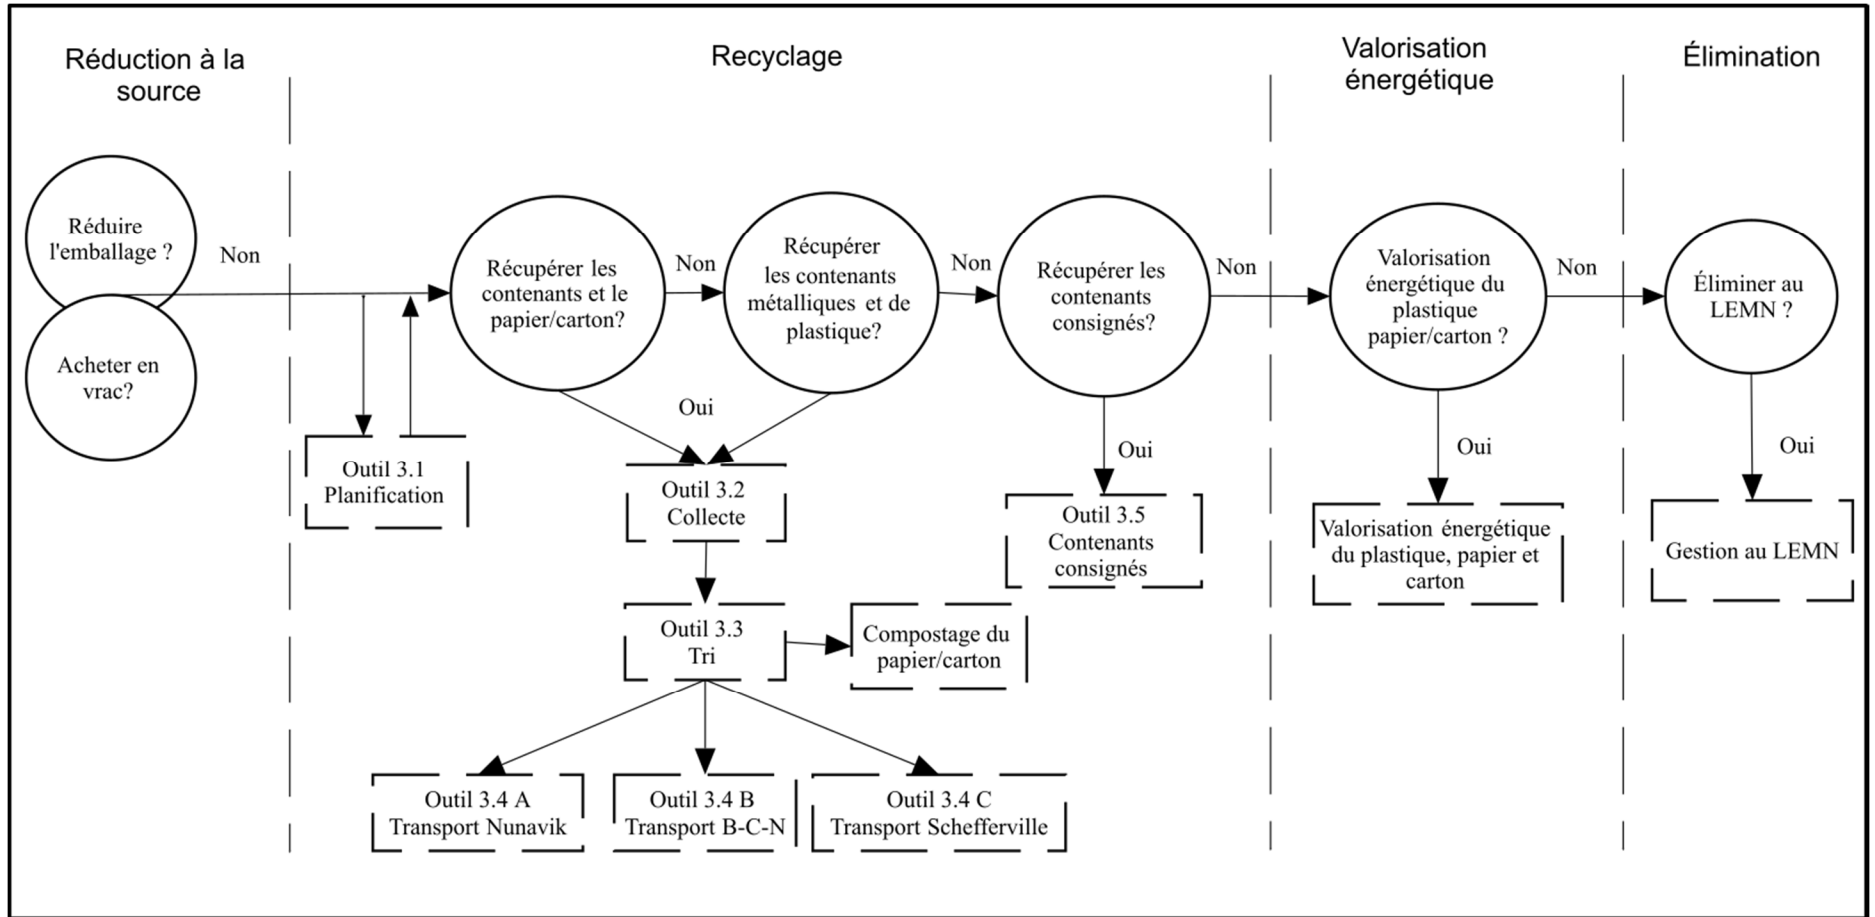 Réduction à la
source
Recyclage
Valorisation
énergétique
Élimination
Réduire
l'emballage ?
Non
Acheter en
vrac?
Outil 3.1
Planification
Récupérer les
contenants et le
papier/carton?
Non
Récupérer
les contenants
métalliques et de
plastique?
Non
Récupérer les
contenants
consignés?
Non
Valorisation
énergétique du
plastique
papier/carton ?
Non
Éliminer au
LEMN ?
Oui
Oui
Oui
Oui
Outil 3.2
Collecte
Outil 3.5
Contenants
consignés
Valorisation énergétique
du plastique, papier et
carton
Gestion au LEMN
Outil 3.3
Tri
Compostage du
papier/carton
Outil 3.4 A
Transport Nunavik
Outil 3.4 B
Transport B-C-N
Outil 3.4 C
Transport Schefferville